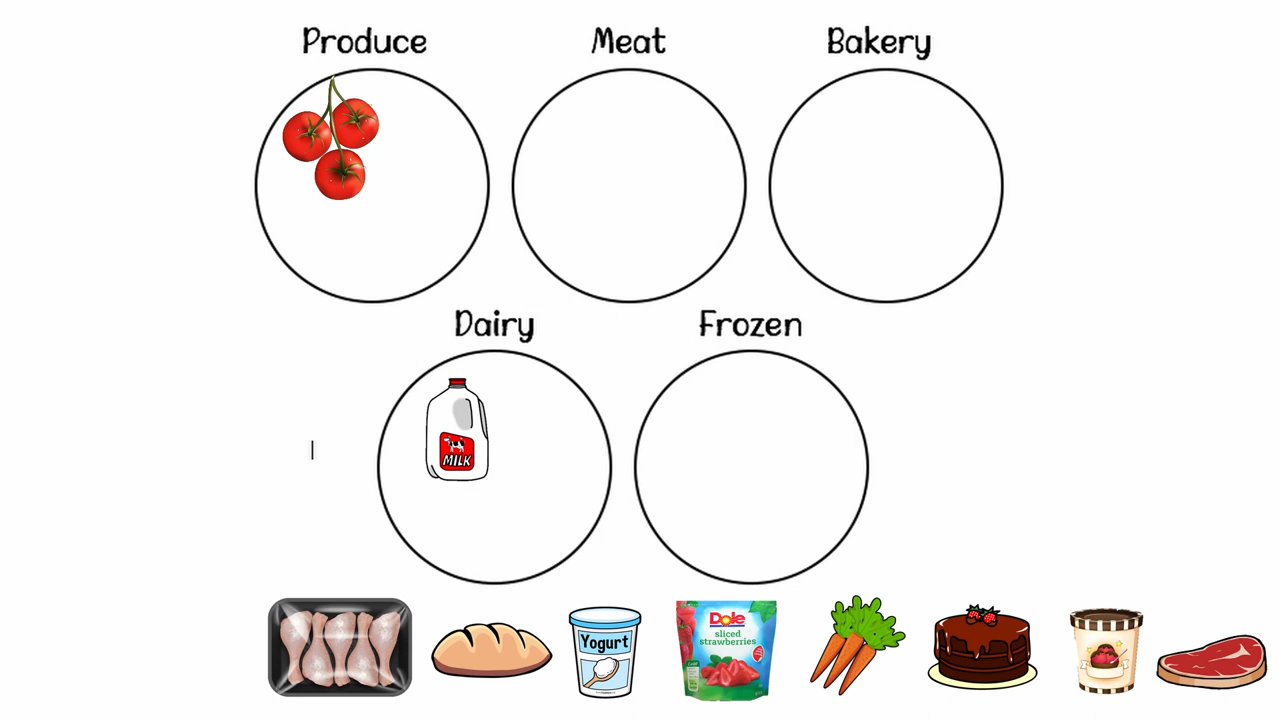 Produce
Meat
Bakery
Dairy
Frozen
MILK
Yogurt
Dole
sliced
strawberries